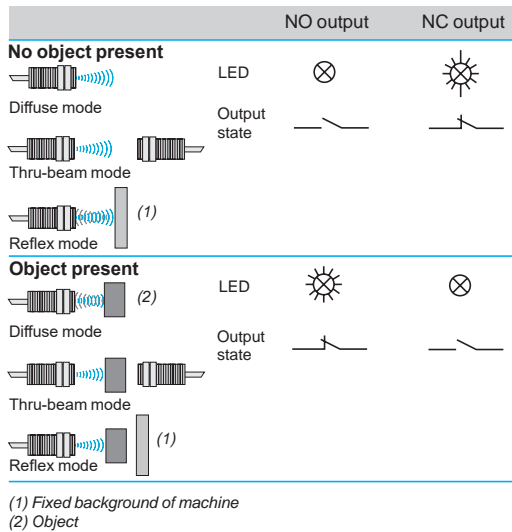 NO output NC output
No object present
LED
Diffuse mode
Output
state
Thru-beam mode
(1)
Reflex mode
Object present
LED
(2)
Diffuse mode
Output
state
Thru-beam mode
(1)
Reflex mode
(1) Fixed background of machine
(2) Object